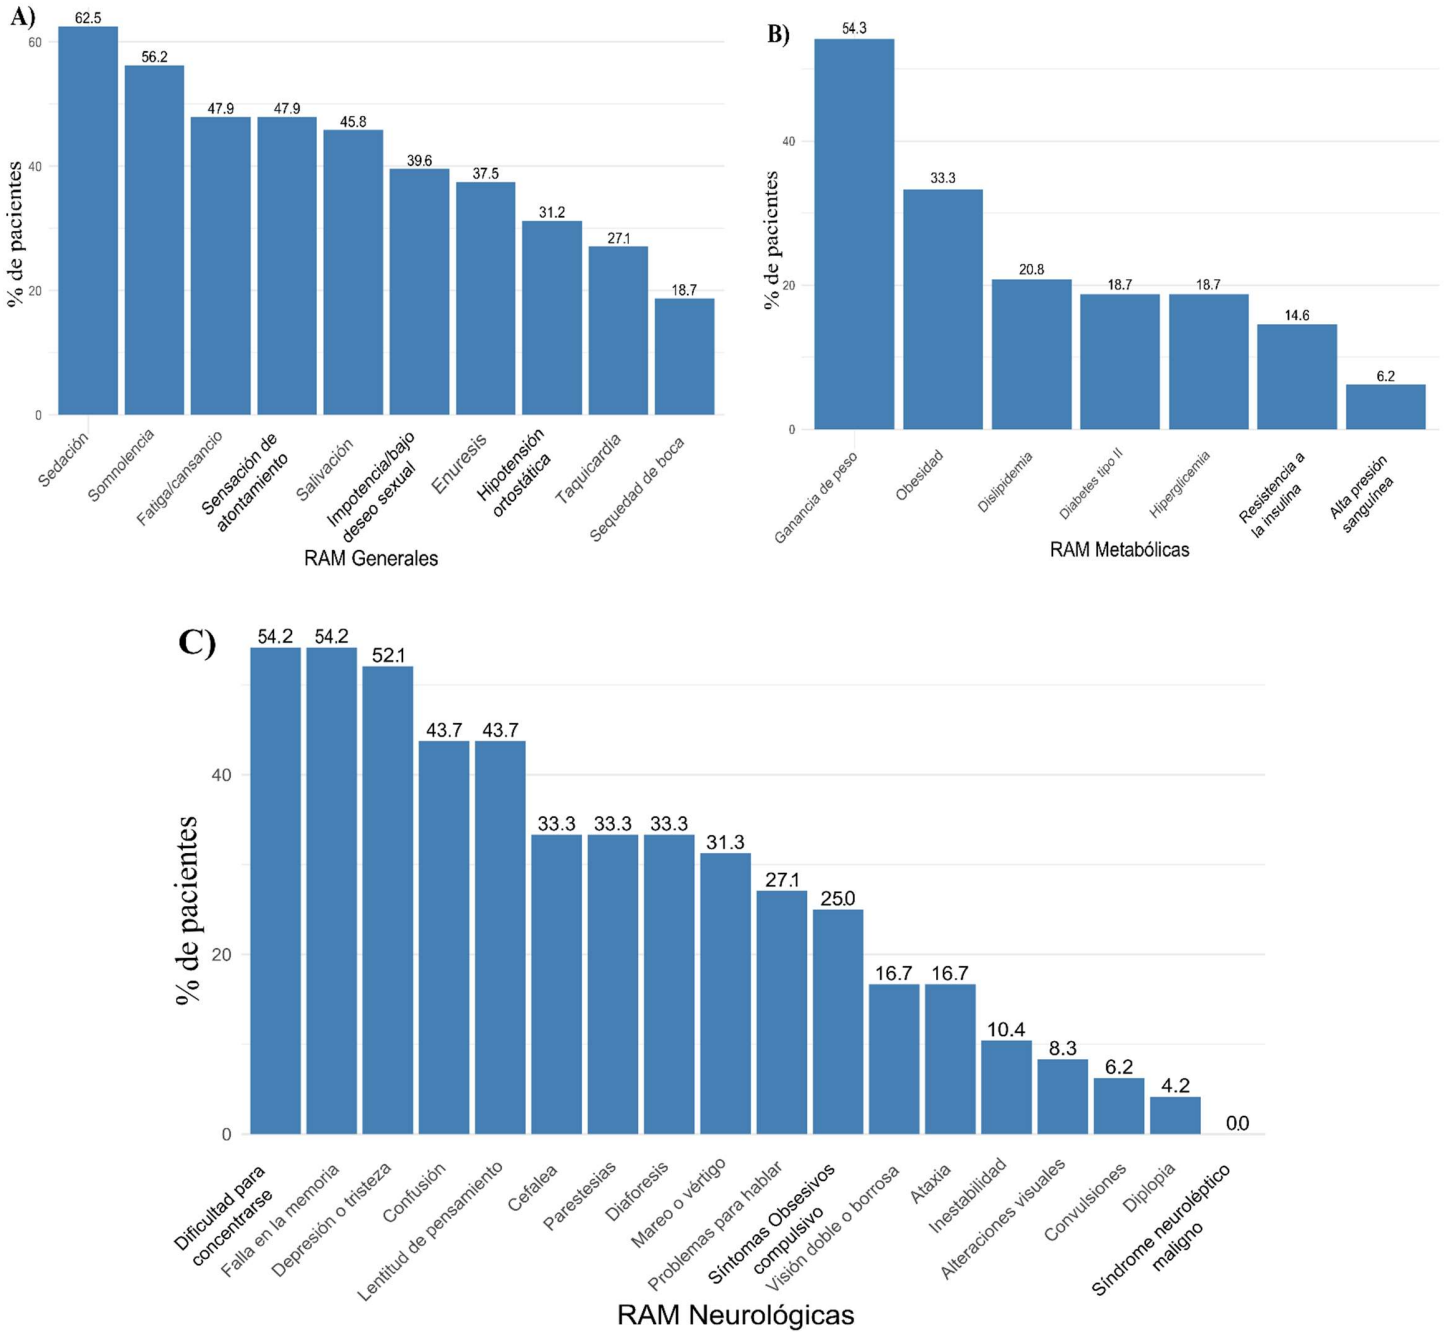 A)
62.5
56.2
47.9
47.9
45.8
39.6
37.5
31.2
27.1
18.7
60
40
20
0
% de pacientes
Sedación
Somnolencia
Fatiga/cansancio
Sensación de
atontamiento
Salivación
Impotencia/bajo
deseo sexual
Enuresis
Hipotensión
ortostática
Taquicardia
Sequedad de boca
RAM Generales
B)
54.3
33.3
20.8
18.7
18.7
14.6
6.2
40
20
0
% de pacientes
Ganancia de peso
Obesidad
Dislipidemia
Diabetes tipo II
Hiperglicemia
Resistencia a
la insulina
Alta presión
sanguínea
RAM Metabólicas
C)
54.2
54.2
52.1
43.7
43.7
33.3
33.3
33.3
31.3
27.1
25.0
16.7
16.7
10.4
8.3
6.2
4.2
0.0
40
20
0
% de pacientes
Dificultad para
concentrarse
Falla en la memoria
Depresión o tristeza
Confusión
Lentitud de pensamiento
Cefalea
Parestesias
Diaforesis
Mareo o vértigo
Problemas para hablar
Síntomas Obsesivos
compulsivo
Visión doble o borrosa
Ataxia
Inestabilidad
Alteraciones visuales
Convulsiones
Diplopia
Síndrome neuroléptico
maligno
RAM Neurológicas